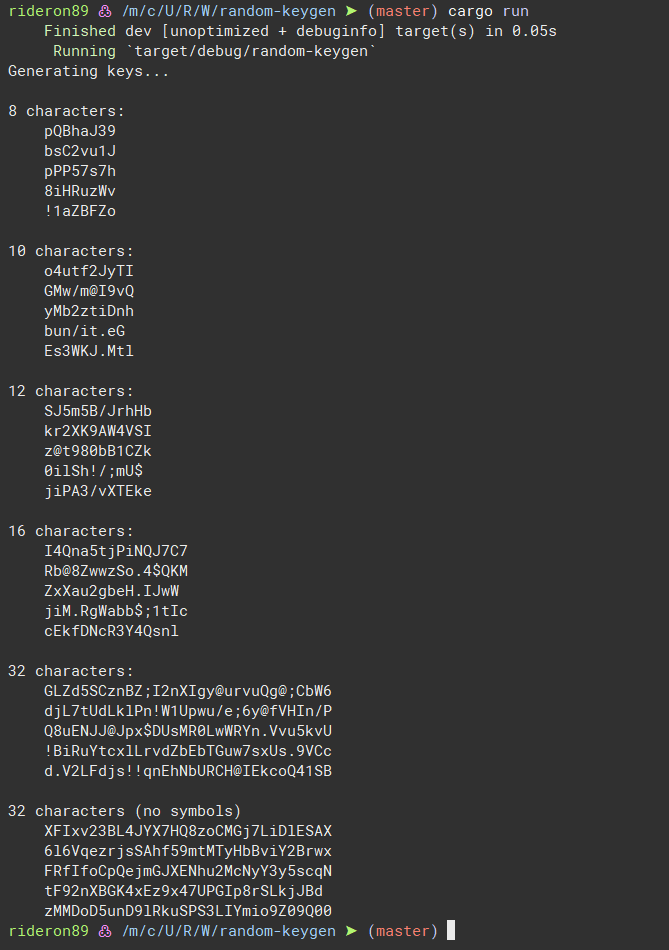 rideron89 /m/c/U/R/W/random-keygen ➤ (master) cargo run
Finished dev [unoptimized + debuginfo] target(s) in 0.05s
Running `target/debug/random-keygen`
Generating keys...
8 characters:
pQBhaJ39
bsC2vu1J
pPP57s7h
8iHRuzWv
!1aZBFZo
10 characters:
o4utf2JyTI
GMw/m@I9vQ
yMb2ztiDnh
bun/it.eG
Es3WKJ.Mtl
12 characters:
SJ5m5B/JrhHb
kr2XK9AW4VSI
z@t980bB1CZk
0ilSh!/;mU$
jiPA3/vXTEke
16 characters:
I4Qna5tjPiNQJ7C7
Rb@8ZwwzSo.4$QKM
ZxXau2gbeH.IJwW
jiM.RgWabb$;1tIc
cEkfDNcR3Y4Qsnl
32 characters:
GLZd5SCznBZ;I2nXIgy@urvuQg@;CbW6
djL7tUdLklPn!W1Upwu/e;6y@fVHIn/P
Q8uENJJ@Jpx$DUsMR0LwWRYn.Vvu5kvU
!BiRuYtcxlLrvdZbEbTGuw7sxUs.9VCc
d.V2LFdjs!!qnEhNbURCH@IEkcoQ41SB
32 characters (no symbols)
XFIxv23BL4JYX7HQ8zoCMGj7LiDlESAX
6l6VqezrjsSAhf59mtMTyHbBviY2Brwx
FRfIfoCpQejmGJXENhu2McNyY3y5scqN
tF92nXBGK4xEz9x47UPGIp8rSLkjJBd
zMMDoD5unD9lRkuSPS3LIYmio9Z09Q00
rideron89 /m/c/U/R/W/random-keygen ➤ (master)